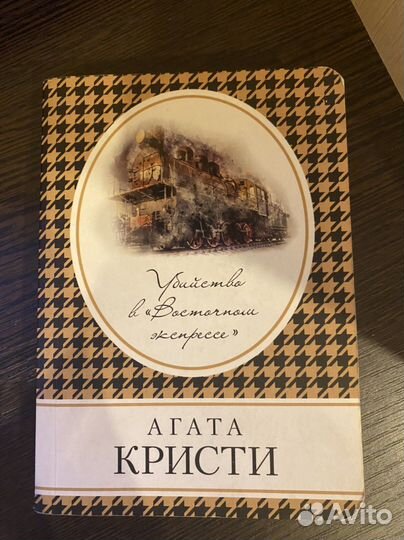 Убийство
в «Восточном
экспрессе»
АГАТА
КРИСТИ
Avito